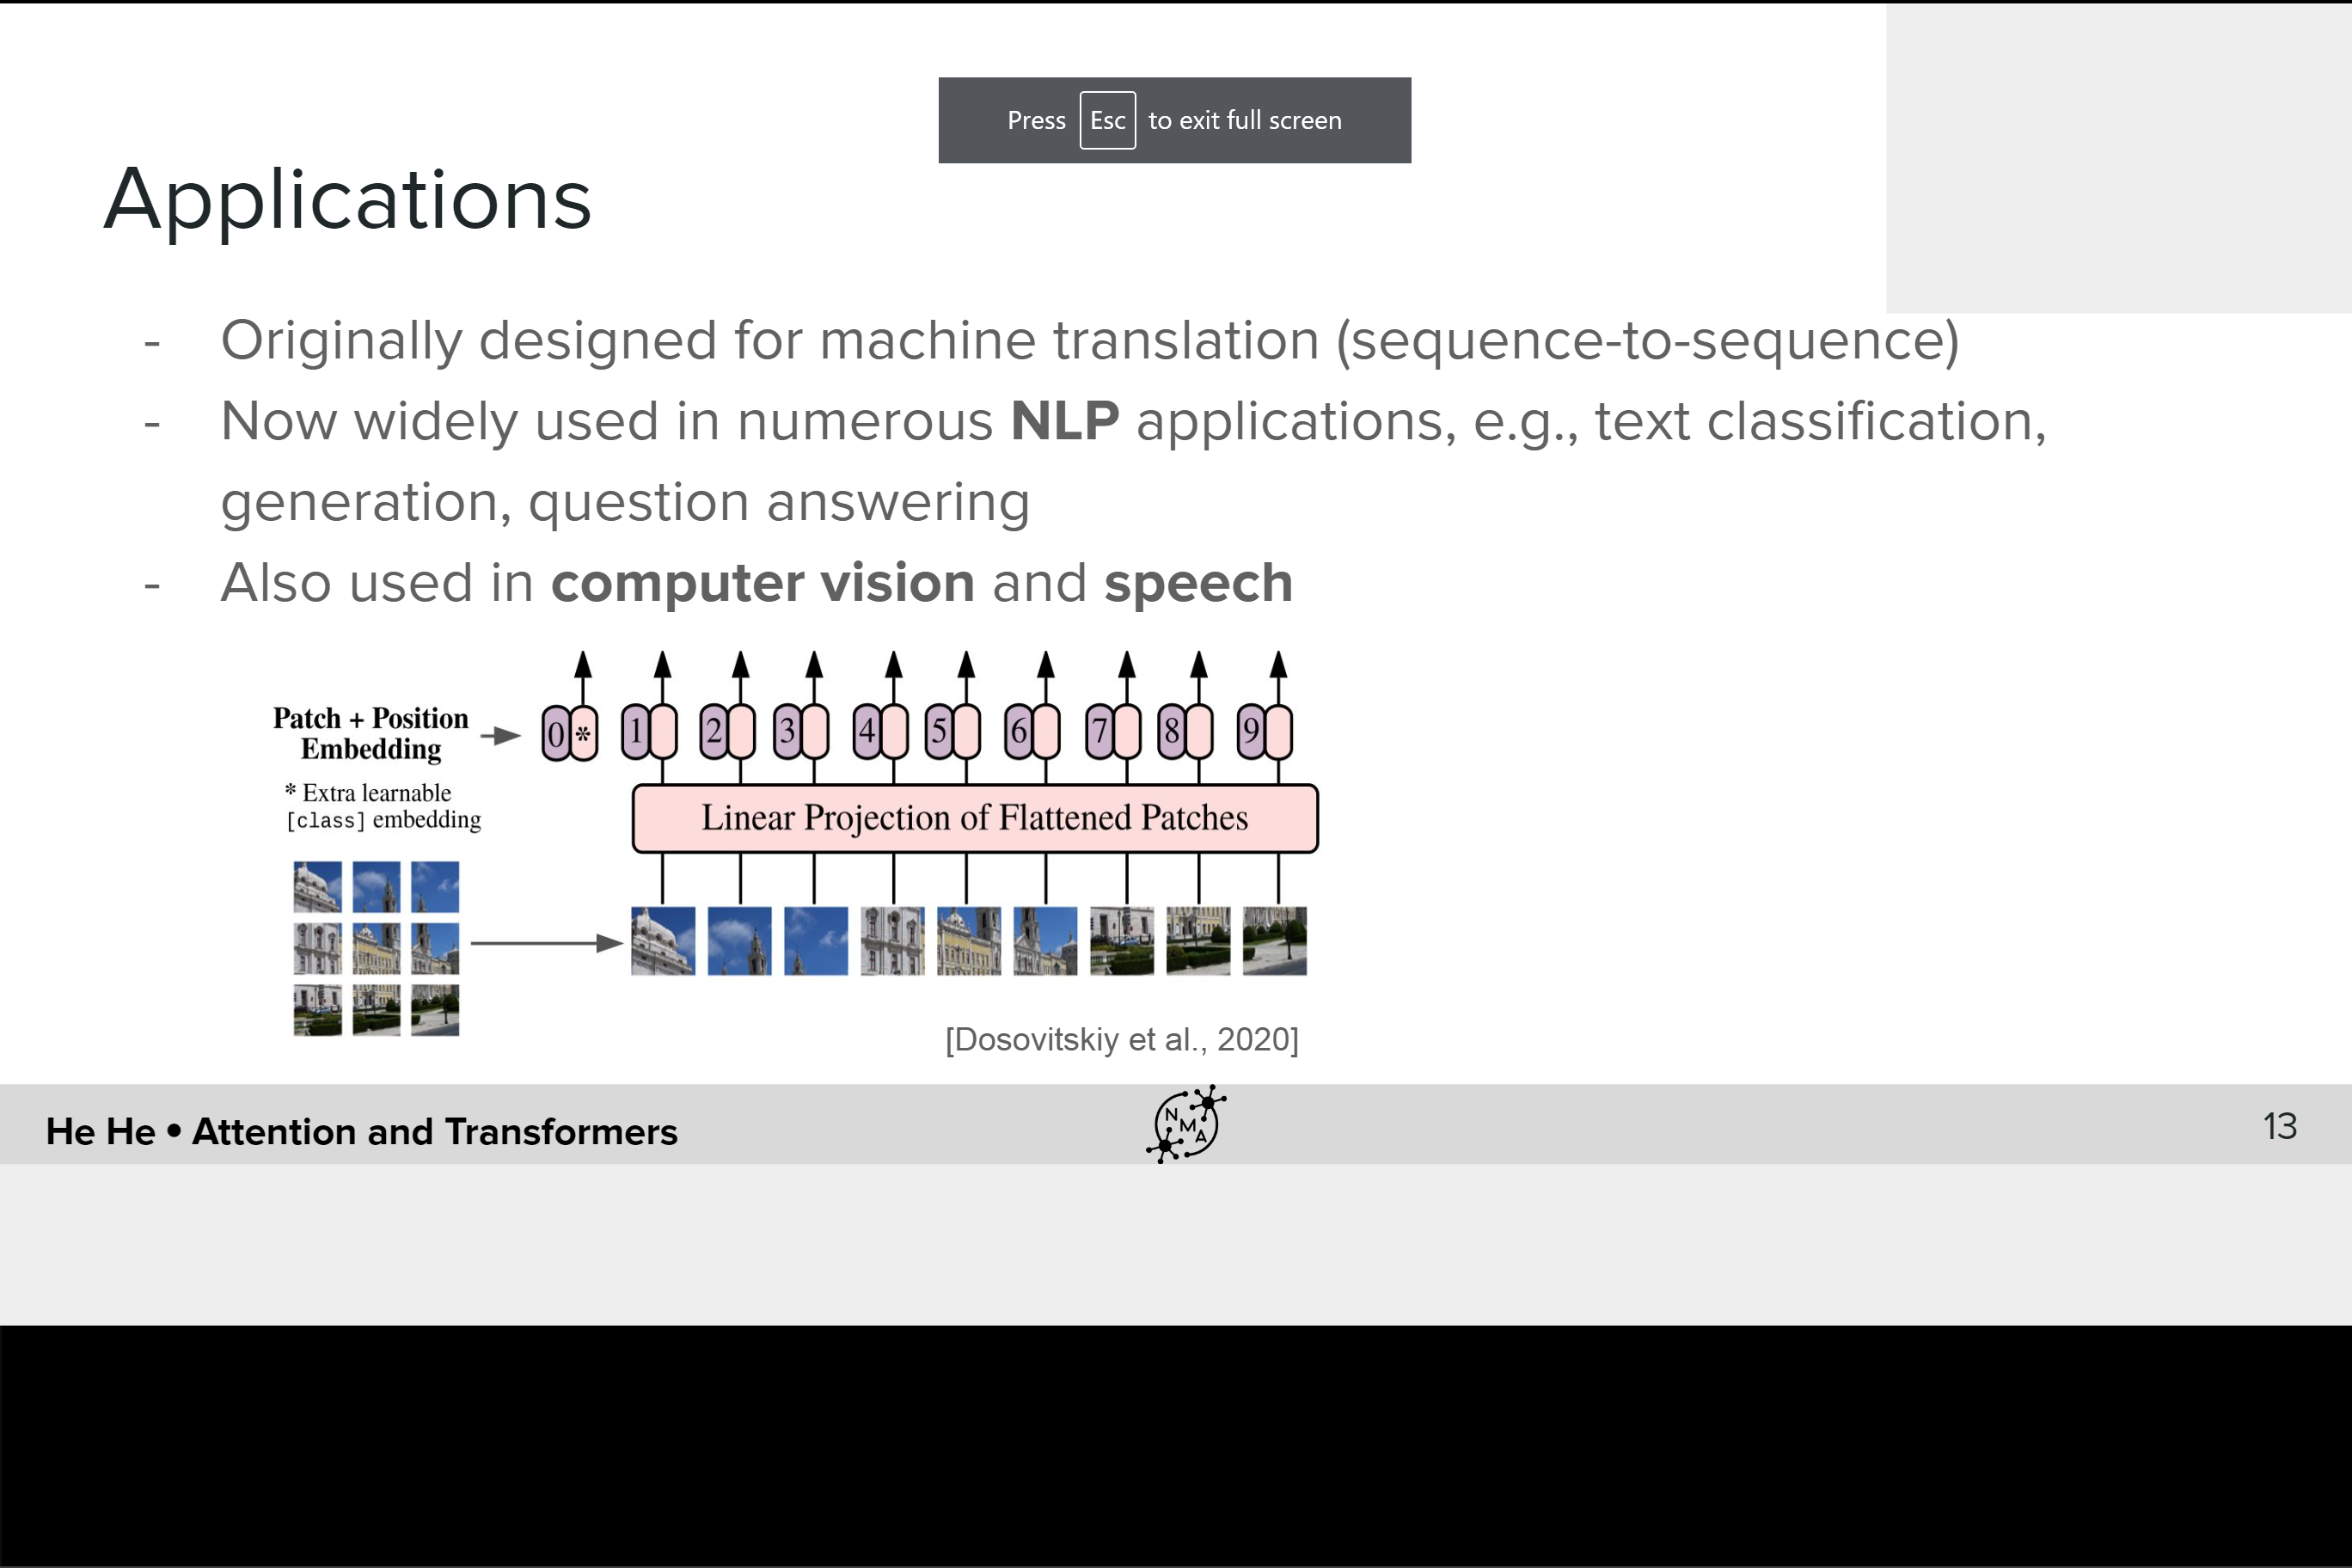 Press Esc to exit full screen
Applications
- Originally designed for machine translation (sequence-to-sequence)
- Now widely used in numerous NLP applications, e.g., text classification,
generation, question answering
- Also used in computer vision and speech
Patch + Position
Embedding
0 * 1 2 3 4 5 6 7 8 9
* Extra learnable
[class] embedding
Linear Projection of Flattened Patches
[Dosovitskiy et al., 2020]
He He • Attention and Transformers
NMA
13